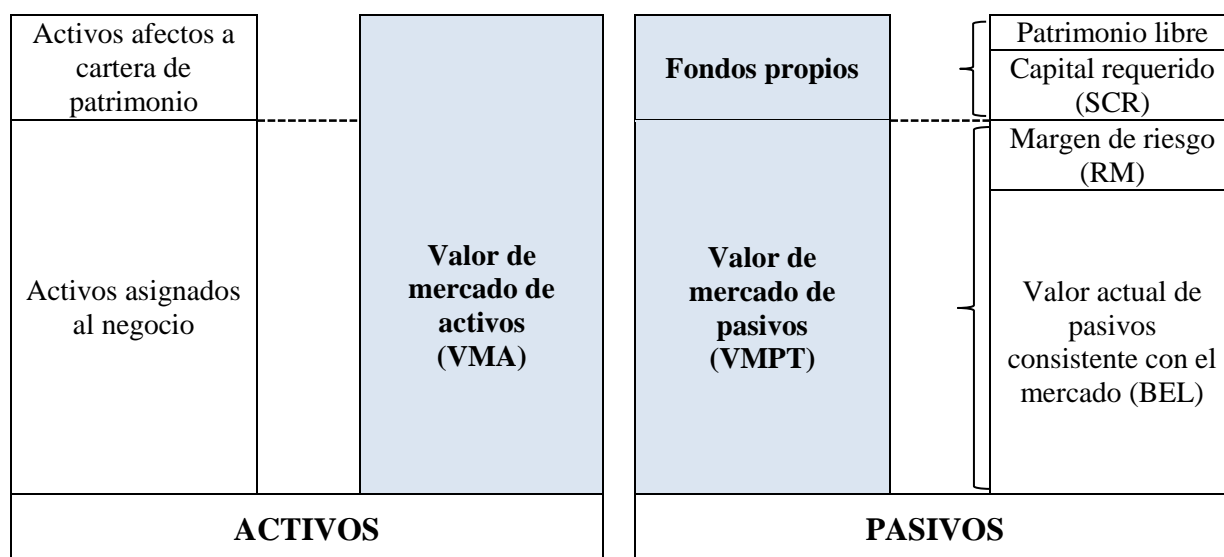 Activos afectos a
cartera de
patrimonio
Activos asignados
al negocio
Valor de
mercado de
activos
(VMA)
ACTIVOS
Fondos propios
Valor de
mercado de
pasivos
(VMPT)
Patrimonio libre
Capital requerido
(SCR)
Margen de riesgo
(RM)
Valor actual de
pasivos
consistente con el
mercado (BEL)
PASIVOS